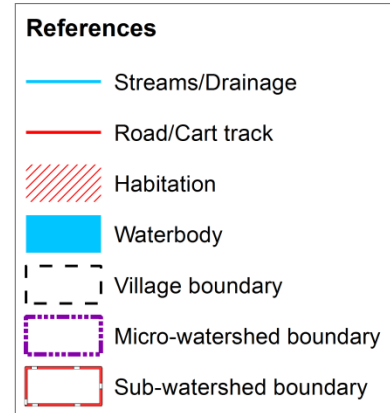 References
Streams/Drainage
Road/Cart track
Habitation
Waterbody
Village boundary
Micro-watershed boundary
Sub-watershed boundary